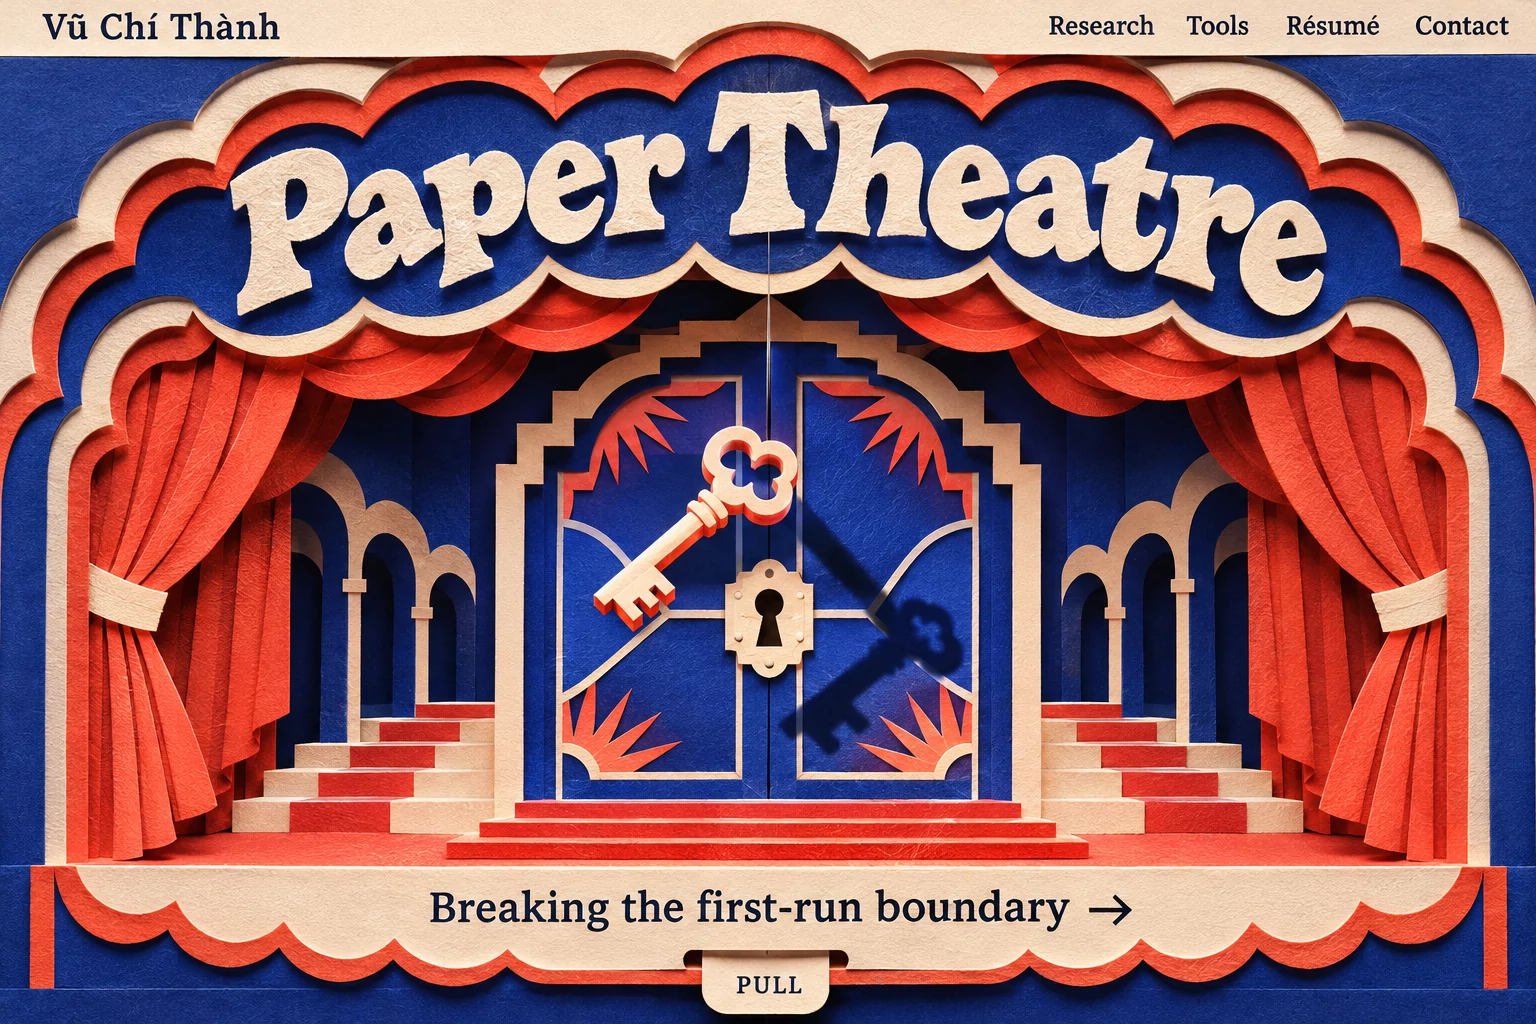 Vũ Chí Thành
Research Tools Résumé Contact
Paper Theatre
Breaking the first-run boundary →
PULL